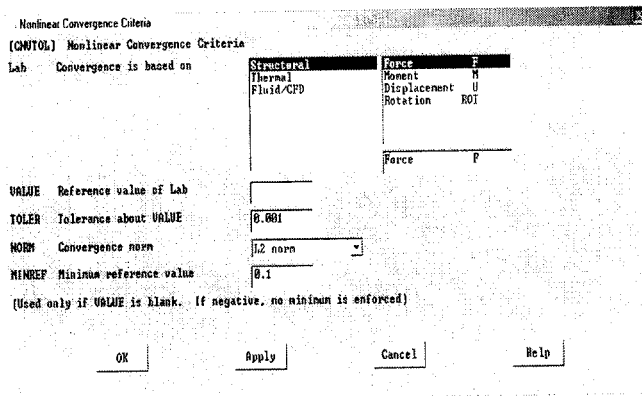 Nonlinear Convergence Criteria
[CNVTOL] Nonlinear Convergence Criteria
Lab Convergence is based on
Structural
Thermal
Fluid/CFD
Force F
Moment M
Displacement U
Rotation ROT
Force F
VALUE Reference value of Lab
TOLER Tolerance about VALUE 0.001
NORM Convergence norm L2 norm
MINREF Minimum reference value 0.1
(Used only if VALUE is blank. If negative, no minimum is enforced)
OK Apply Cancel Help